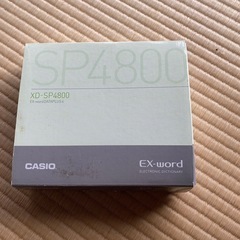 SP4800
XD-SP4800
CASIO
EX-word
ELECTRONIC DICTIONARY